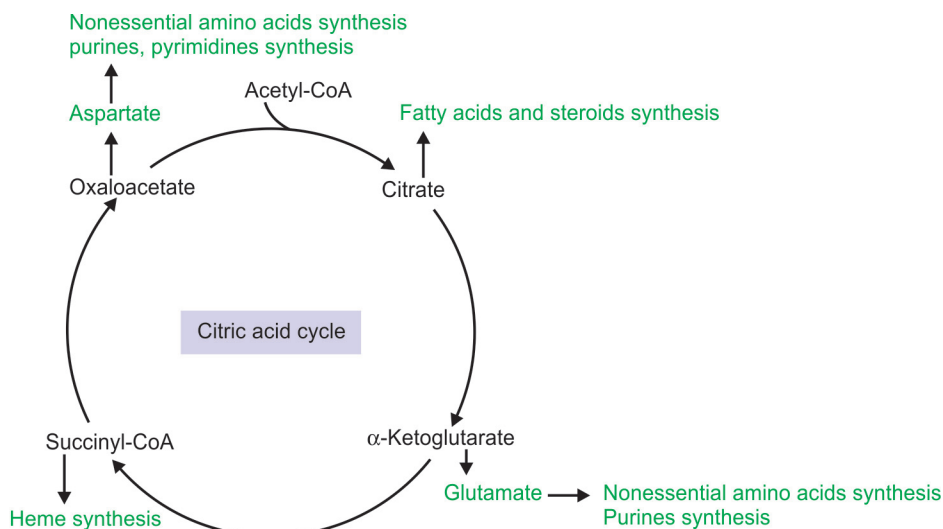 Nonessential amino acids synthesis
purines, pyrimidines synthesis
Acetyl-CoA
Aspartate
Fatty acids and steroids synthesis
Oxaloacetate
Citrate
Citric acid cycle
Succinyl-CoA
α-Ketoglutarate
Glutamate
Nonessential amino acids synthesis
Purines synthesis
Heme synthesis